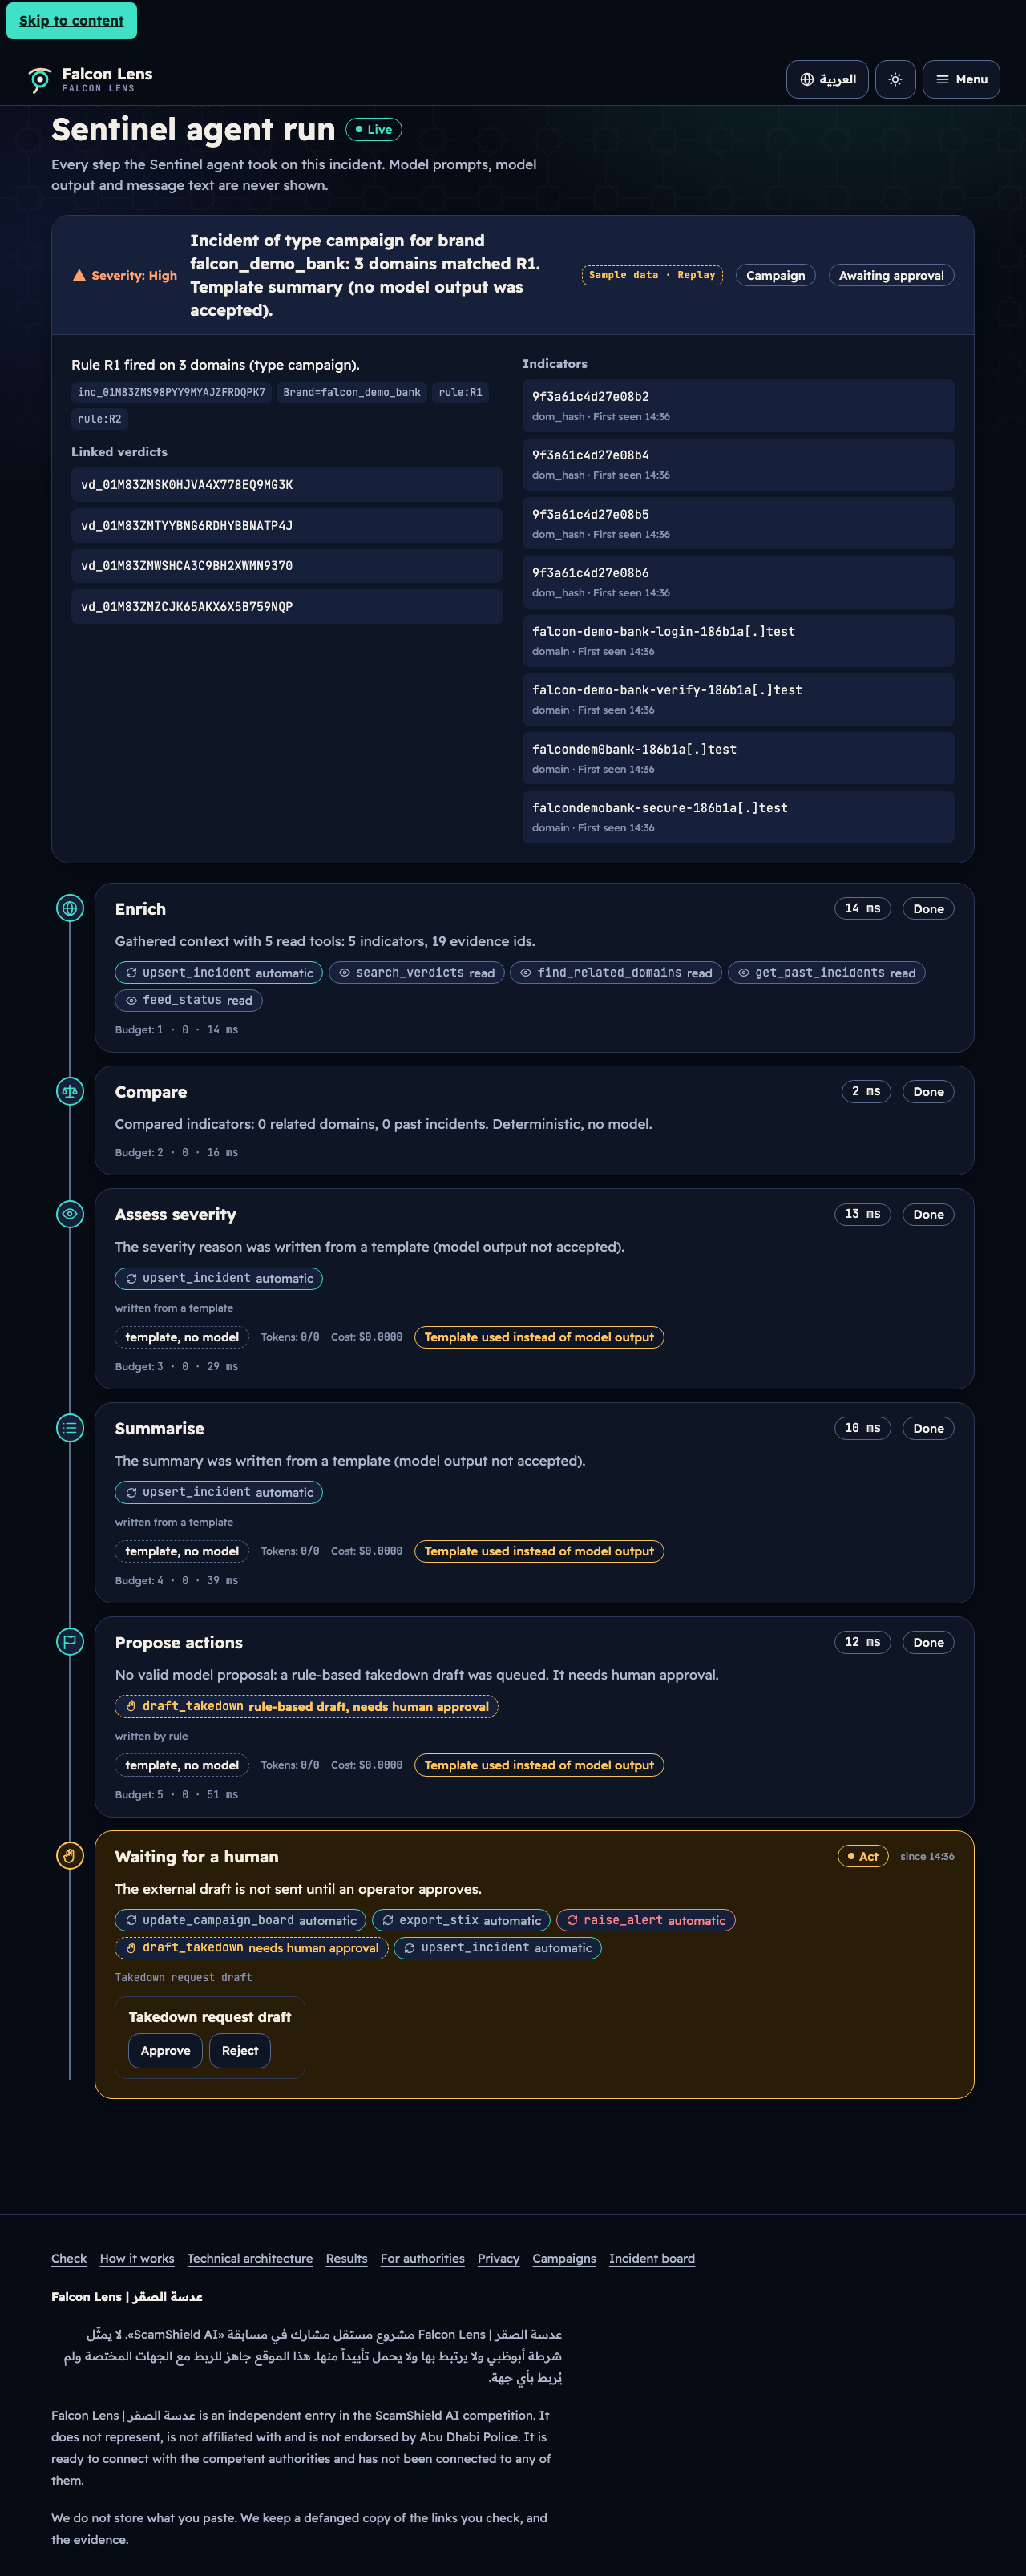 Skip to content
Falcon Lens
FALCON LENS
العربية
Menu
Sentinel agent run
Live
Every step the Sentinel agent took on this incident. Model prompts, model
output and message text are never shown.
Severity: High
Incident of type campaign for brand
falcon_demo_bank: 3 domains matched R1.
Template summary (no model output was
accepted).
Sample data · Replay
Campaign
Awaiting approval
Rule R1 fired on 3 domains (type campaign).
inc_01M83ZMS98PYY9MYAJZFRDQPK7 Brand=falcon_demo_bank rule:R1
rule:R2
Linked verdicts
vd_01M83ZMSK0HJVA4X778EQ9MG3K
vd_01M83ZMTYYBNG6RDHYBBNATP4J
vd_01M83ZMWSHCA3C9BH2XWMN9370
vd_01M83ZMZCJK65AKX6X5B759NQP
Indicators
9f3a61c4d27e08b2
dom_hash · First seen 14:36
9f3a61c4d27e08b4
dom_hash · First seen 14:36
9f3a61c4d27e08b5
dom_hash · First seen 14:36
9f3a61c4d27e08b6
dom_hash · First seen 14:36
falcon-demo-bank-login-186b1a[.]test
domain · First seen 14:36
falcon-demo-bank-verify-186b1a[.]test
domain · First seen 14:36
falcondem0bank-186b1a[.]test
domain · First seen 14:36
falcondemobank-secure-186b1a[.]test
domain · First seen 14:36
Enrich
14 ms
Done
Gathered context with 5 read tools: 5 indicators, 19 evidence ids.
upsert_incident automatic search_verdicts read find_related_domains read get_past_incidents read
feed_status read
Budget: 1 · 0 · 14 ms
Compare
2 ms
Done
Compared indicators: 0 related domains, 0 past incidents. Deterministic, no model.
Budget: 2 · 0 · 16 ms
Assess severity
13 ms
Done
The severity reason was written from a template (model output not accepted).
upsert_incident automatic
written from a template
template, no model Tokens: 0/0 Cost: $0.0000 Template used instead of model output
Budget: 3 · 0 · 29 ms
Summarise
10 ms
Done
The summary was written from a template (model output not accepted).
upsert_incident automatic
written from a template
template, no model Tokens: 0/0 Cost: $0.0000 Template used instead of model output
Budget: 4 · 0 · 39 ms
Propose actions
12 ms
Done
No valid model proposal: a rule-based takedown draft was queued. It needs human approval.
draft_takedown rule-based draft, needs human approval
written by rule
template, no model Tokens: 0/0 Cost: $0.0000 Template used instead of model output
Budget: 5 · 0 · 51 ms
Waiting for a human
Act
since 14:36
The external draft is not sent until an operator approves.
update_campaign_board automatic export_stix automatic raise_alert automatic
draft_takedown needs human approval upsert_incident automatic
Takedown request draft
Takedown request draft
Approve Reject
Check How it works Technical architecture Results For authorities Privacy Campaigns Incident board
Falcon Lens | عدسة الصقر
عدسة الصقر | Falcon Lens مشروع مستقل مشارك في مسابقة «ScamShield AI». لا يمثّل
شرطة أبوظبي ولا يرتبط بها ولا يحمل تأييداً منها. هذا الموقع جاهز للربط مع الجهات المختصة ولم
يُربط بأي جهة.
Falcon Lens | عدسة الصقر is an independent entry in the ScamShield AI competition. It
does not represent, is not affiliated with and is not endorsed by Abu Dhabi Police. It is
ready to connect with the competent authorities and has not been connected to any of
them.
We do not store what you paste. We keep a defanged copy of the links you check, and
the evidence.